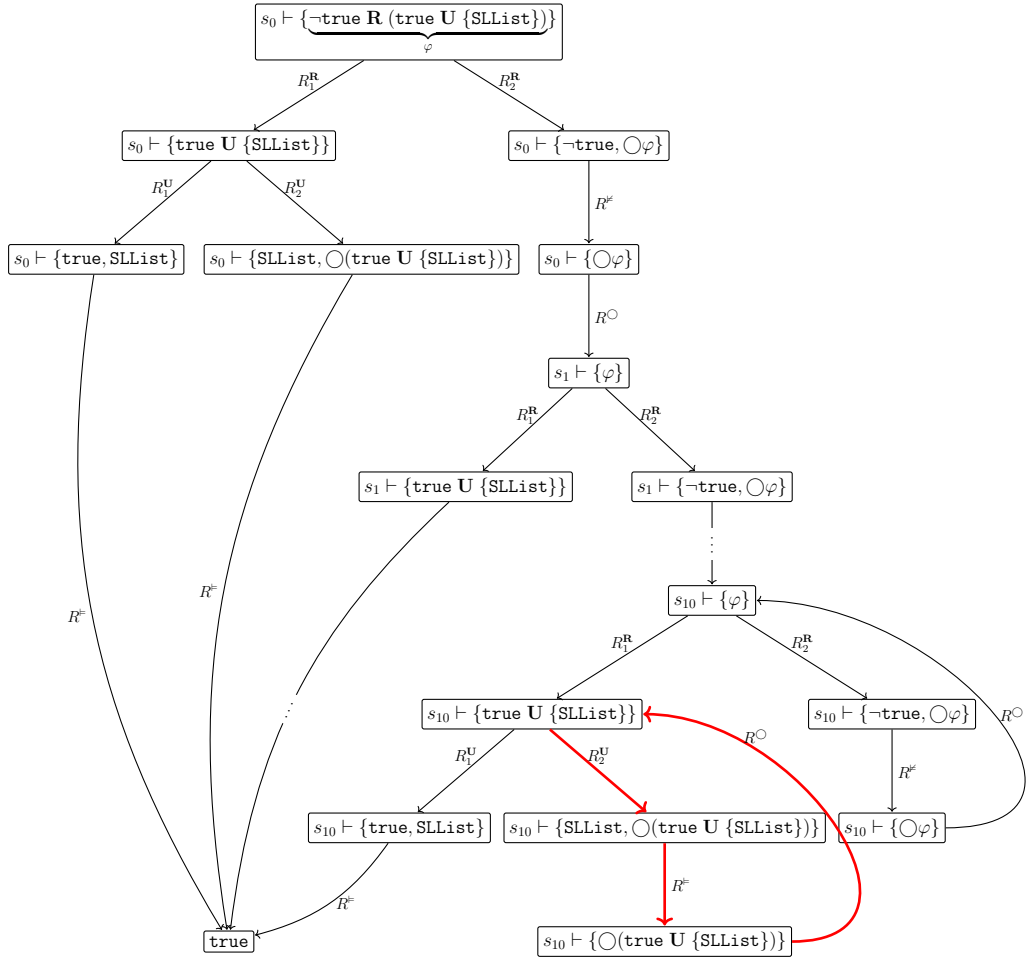 s₀ ⊢ {¬true R (true U {SLList})}
φ
R₁ᴿ R₂ᴿ
s₀ ⊢ {true U {SLList}} s₀ ⊢ {¬true, ◯φ}
R₁ᵁ R₂ᵁ R^⊭
s₀ ⊢ {true, SLList} s₀ ⊢ {SLList, ◯(true U {SLList})} s₀ ⊢ {◯φ}
R^◯
s₁ ⊢ {φ}
R₁ᴿ R₂ᴿ
s₁ ⊢ {true U {SLList}} s₁ ⊢ {¬true, ◯φ}
⋮
R^⊨ R^⊨ s₁₀ ⊢ {φ}
R₁ᴿ R₂ᴿ
⋰ s₁₀ ⊢ {true U {SLList}} s₁₀ ⊢ {¬true, ◯φ} R^◯
R₁ᵁ R₂ᵁ R^◯ R^⊭
s₁₀ ⊢ {true, SLList} s₁₀ ⊢ {SLList, ◯(true U {SLList})} s₁₀ ⊢ {◯φ}
R^⊨ R^⊨
true s₁₀ ⊢ {◯(true U {SLList})}